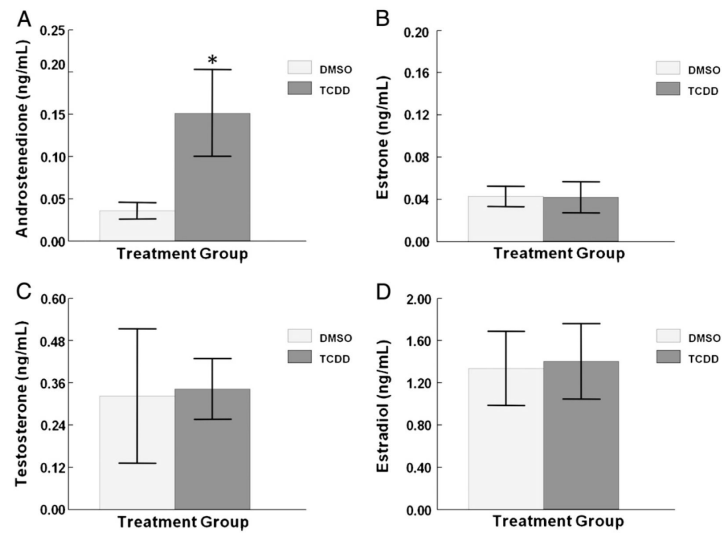 A
Androstenedione (ng/mL)
0.25
0.20
0.15
0.10
0.05
0.00
*
DMSO
TCDD
Treatment Group
B
Estrone (ng/mL)
0.20
0.16
0.12
0.08
0.04
0.00
DMSO
TCDD
Treatment Group
C
Testosterone (ng/mL)
0.60
0.48
0.36
0.24
0.12
0.00
DMSO
TCDD
Treatment Group
D
Estradiol (ng/mL)
2.00
1.60
1.20
0.80
0.40
0.00
DMSO
TCDD
Treatment Group